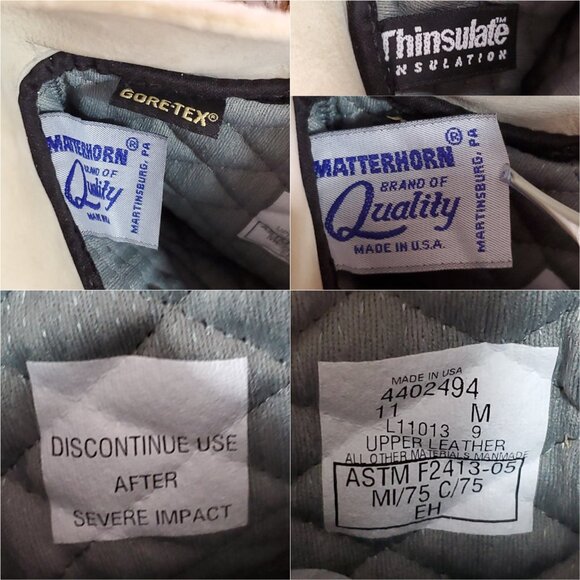 GORE-TEX®
MATTERHORN®
BRAND OF
Quality
MARTINSBURG, PA
Thinsulate™
INSULATION
MATTERHORN®
BRAND OF
Quality
MADE IN U.S.A.
MARTINSBURG, PA
DISCONTINUE USE
AFTER
SEVERE IMPACT
MADE IN USA
4402494
11 M
L11013 9
UPPER LEATHER
ALL OTHER MATERIALS MANMADE
ASTM F2413-05
MI/75 C/75
EH